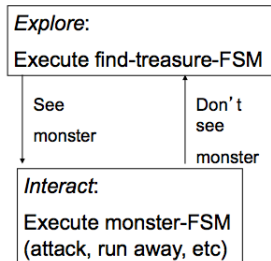 Explore:
Execute find-treasure-FSM
See
monster
Don't
see
monster
Interact:
Execute monster-FSM
(attack, run away, etc)